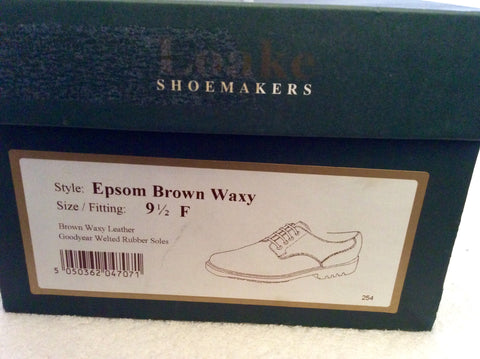 Loake
SHOEMAKERS
Style: Epsom Brown Waxy
Size / Fitting: 9½ F
Brown Waxy Leather
Goodyear Welted Rubber Soles
5 050362 047071
254